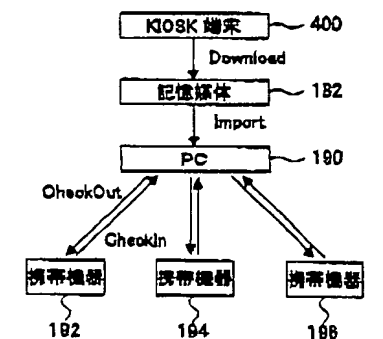 KIOSK 端末
400
Download
記憶媒体
182
Import
PC
190
CheckOut
CheckIn
携帯機器
携帯機器
携帯機器
192
194
196